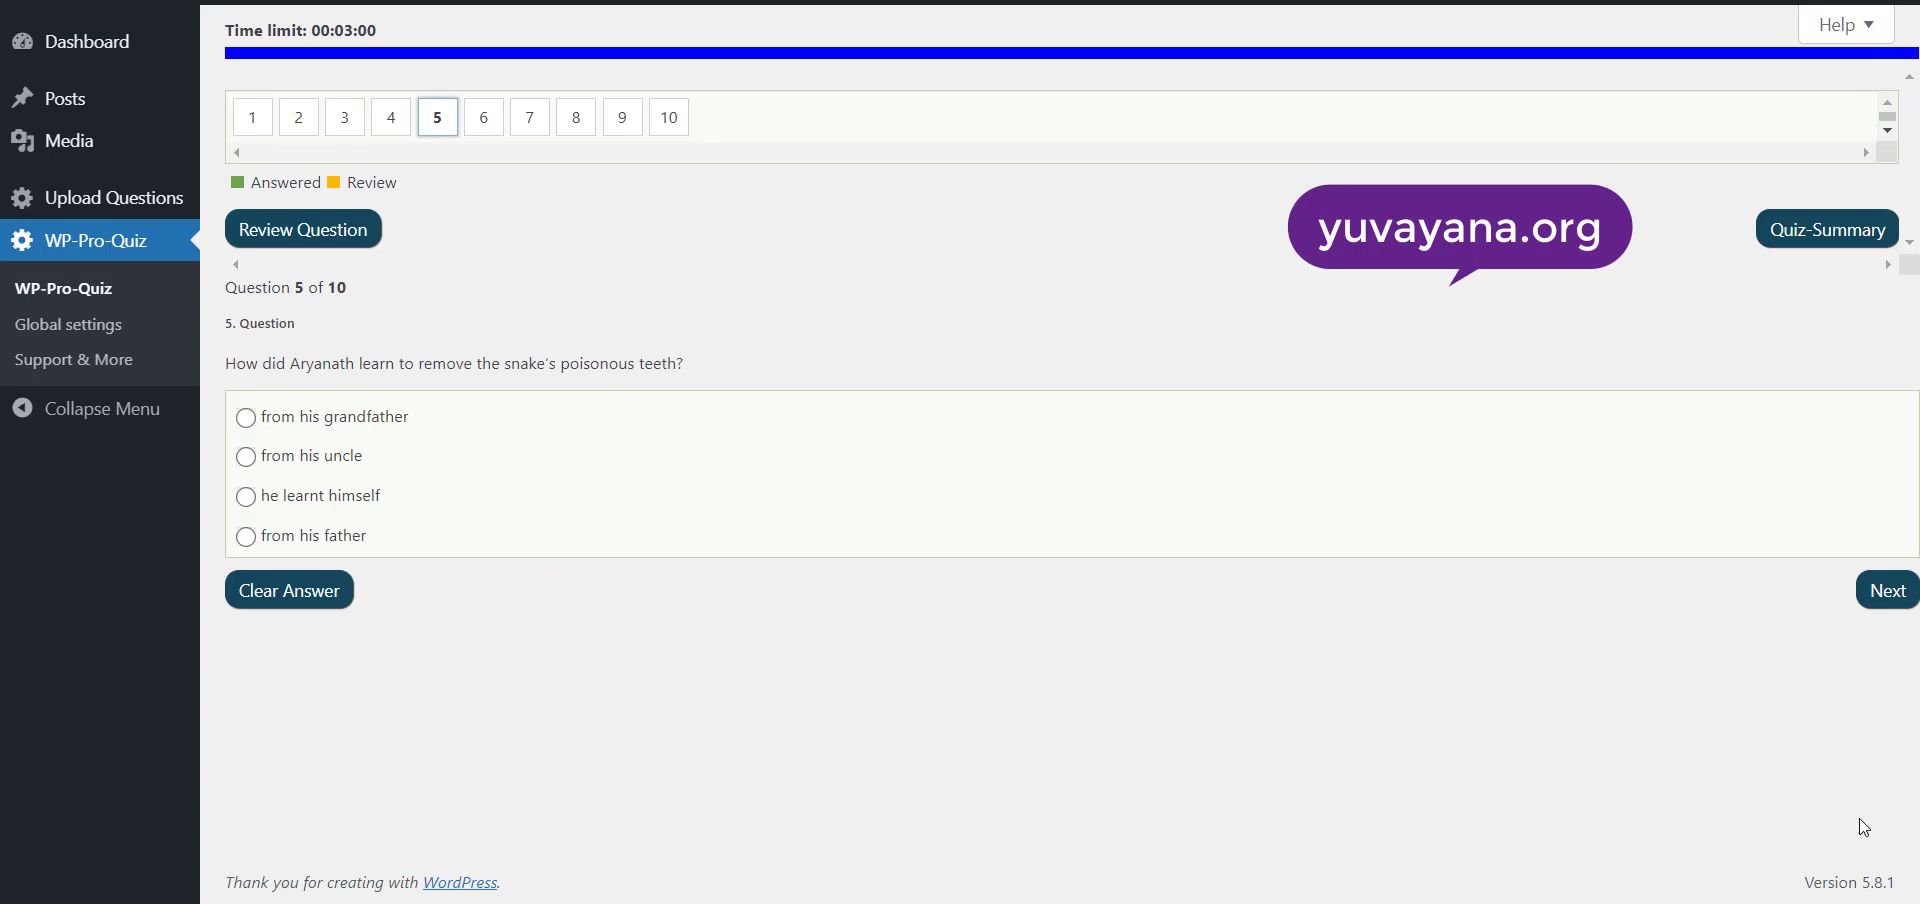 Dashboard
Posts
Media
Upload Questions
WP-Pro-Quiz
WP-Pro-Quiz
Global settings
Support & More
Collapse Menu
Time limit: 00:03:00
Help
1 2 3 4 5 6 7 8 9 10
Answered Review
Review Question
yuvayana.org
Quiz-Summary
Question 5 of 10
5. Question
How did Aryanath learn to remove the snake's poisonous teeth?
from his grandfather
from his uncle
he learnt himself
from his father
Clear Answer
Next
Thank you for creating with WordPress.
Version 5.8.1